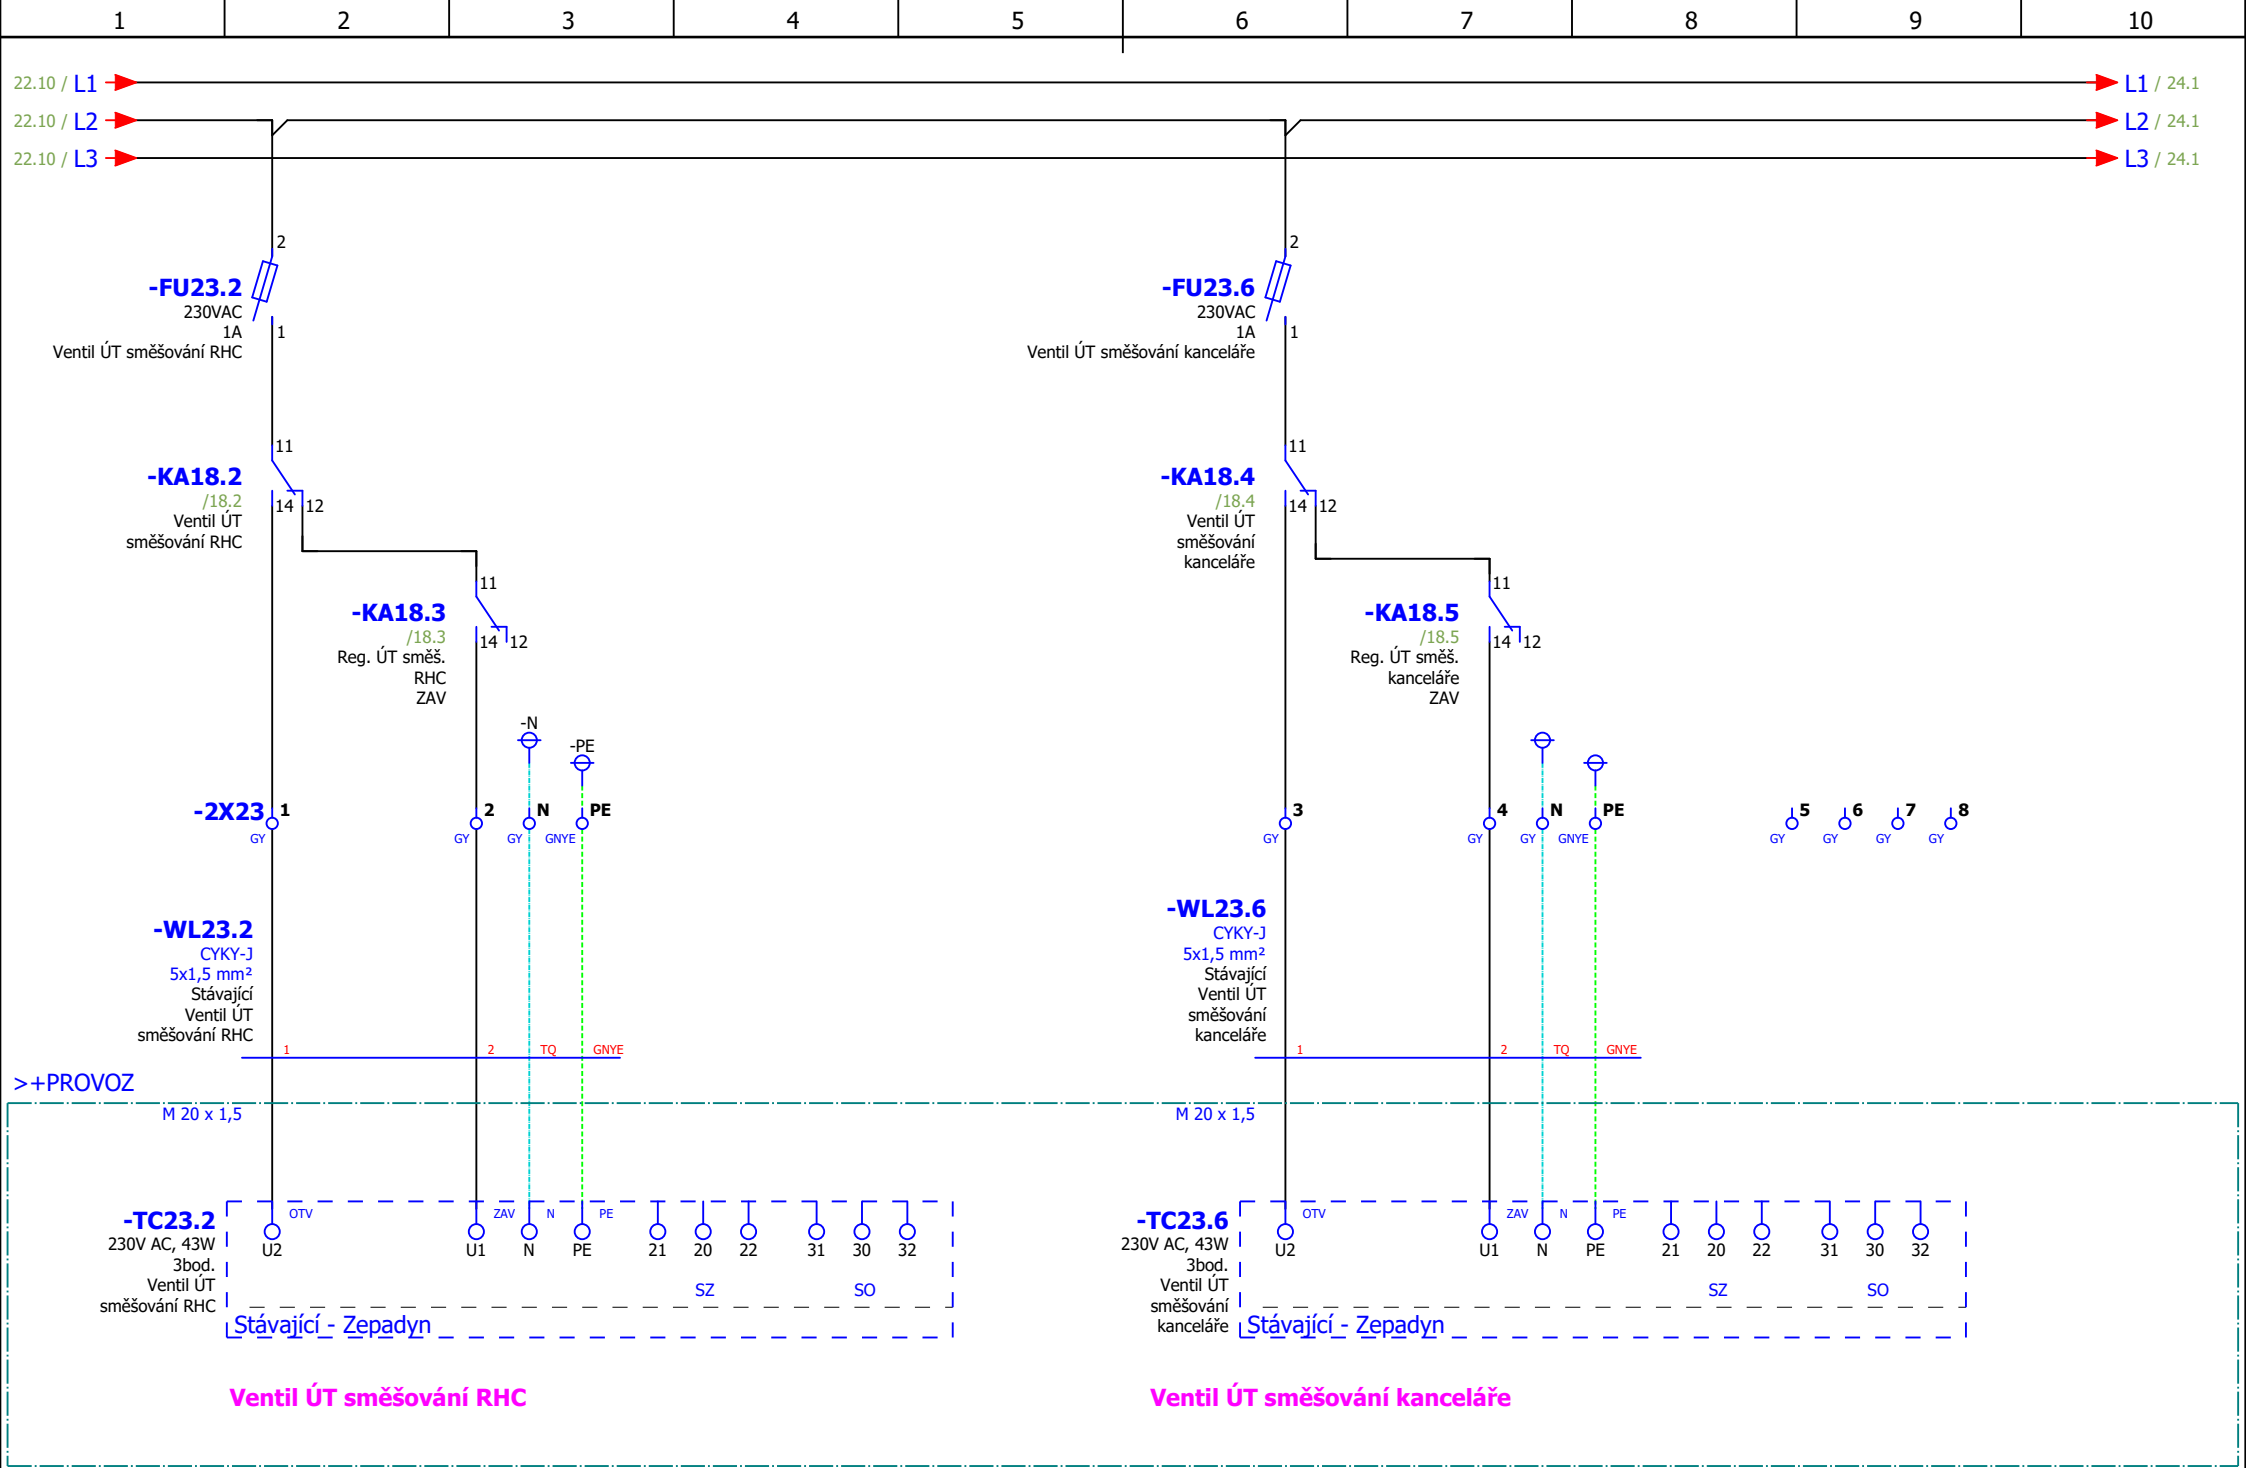 1 2 3 4 5 6 7 8 9 10
22.10 / L1 L1 / 24.1
22.10 / L2 L2 / 24.1
22.10 / L3 L3 / 24.1
2
-FU23.2
230VAC
1A
1
Ventil ÚT směšování RHC
2
-FU23.6
230VAC
1A
1
Ventil ÚT směšování kanceláře
11
-KA18.2
/18.2
14 12
Ventil ÚT
směšování RHC
11
-KA18.3
/18.3
14 12
Reg. ÚT směš.
RHC
ZAV
11
-KA18.4
/18.4
14 12
Ventil ÚT
směšování
kanceláře
11
-KA18.5
/18.5
14 12
Reg. ÚT směš.
kanceláře
ZAV
-N
-PE
-2X23 1 2 N PE 3 4 N PE 5 6 7 8
GY GY GY GNYE GY GY GY GNYE GY GY GY GY
-WL23.2
CYKY-J
5x1,5 mm²
Stávající
Ventil ÚT
směšování RHC
1 2 TQ GNYE
-WL23.6
CYKY-J
5x1,5 mm²
Stávající
Ventil ÚT
směšování
kanceláře
1 2 TQ GNYE
>+PROVOZ
M 20 x 1,5 M 20 x 1,5
-TC23.2
230V AC, 43W
3bod.
Ventil ÚT
směšování RHC
OTV ZAV N PE
U2 U1 N PE 21 20 22 31 30 32
SZ SO
Stávající - Zepadyn
-TC23.6
230V AC, 43W
3bod.
Ventil ÚT
směšování
kanceláře
OTV ZAV N PE
U2 U1 N PE 21 20 22 31 30 32
SZ SO
Stávající - Zepadyn
Ventil ÚT směšování RHC
Ventil ÚT směšování kanceláře